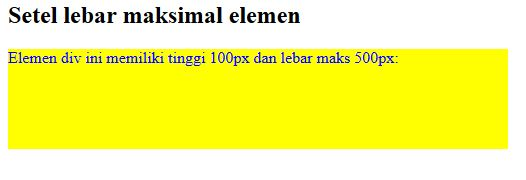 Setel lebar maksimal elemen
Elemen div ini memiliki tinggi 100px dan lebar maks 500px: